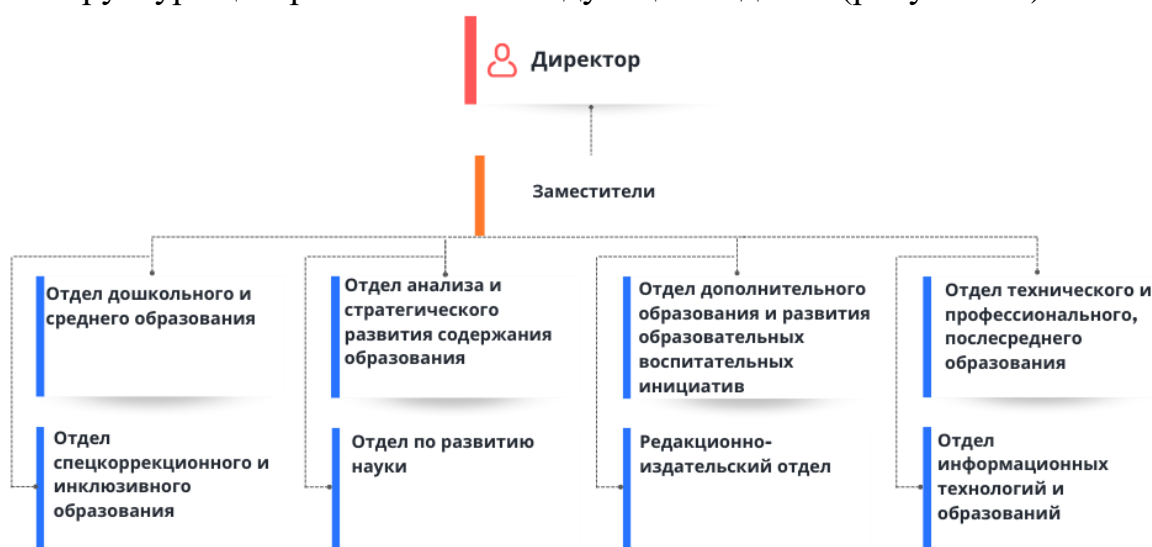 Директор
Заместители
Отдел дошкольного и
среднего образования
Отдел анализа и
стратегического
развития содержания
образования
Отдел дополнительного
образования и развития
образовательных
воспитательных
инициатив
Отдел технического и
профессионального,
послесреднего
образования
Отдел
спецкоррекционного и
инклюзивного
образования
Отдел по развитию
науки
Редакционно-
издательский отдел
Отдел
информационных
технологий и
образований